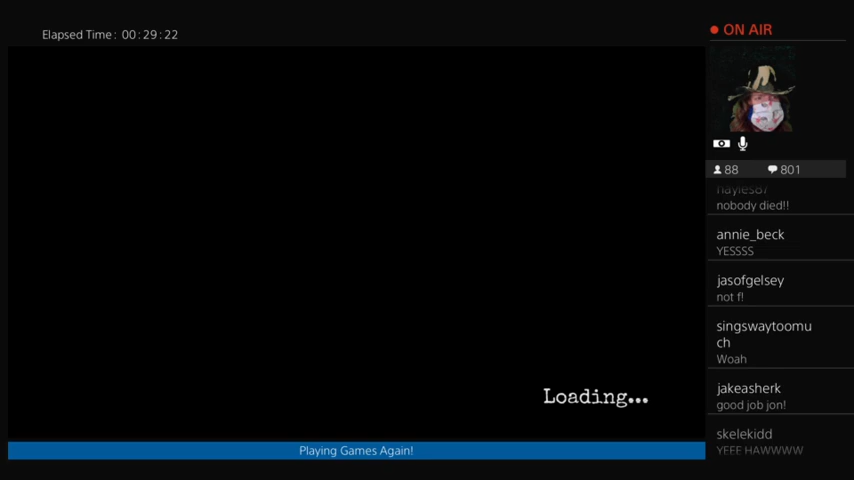 Elapsed Time: 00:29:22
ON AIR
88 801
hayles87
nobody died!!
annie_beck
YESSSS
jasofgelsey
not f!
singswaytoomu
ch
Woah
jakeasherk
good job jon!
skelekidd
YEEE HAWWWW
Loading...
Playing Games Again!